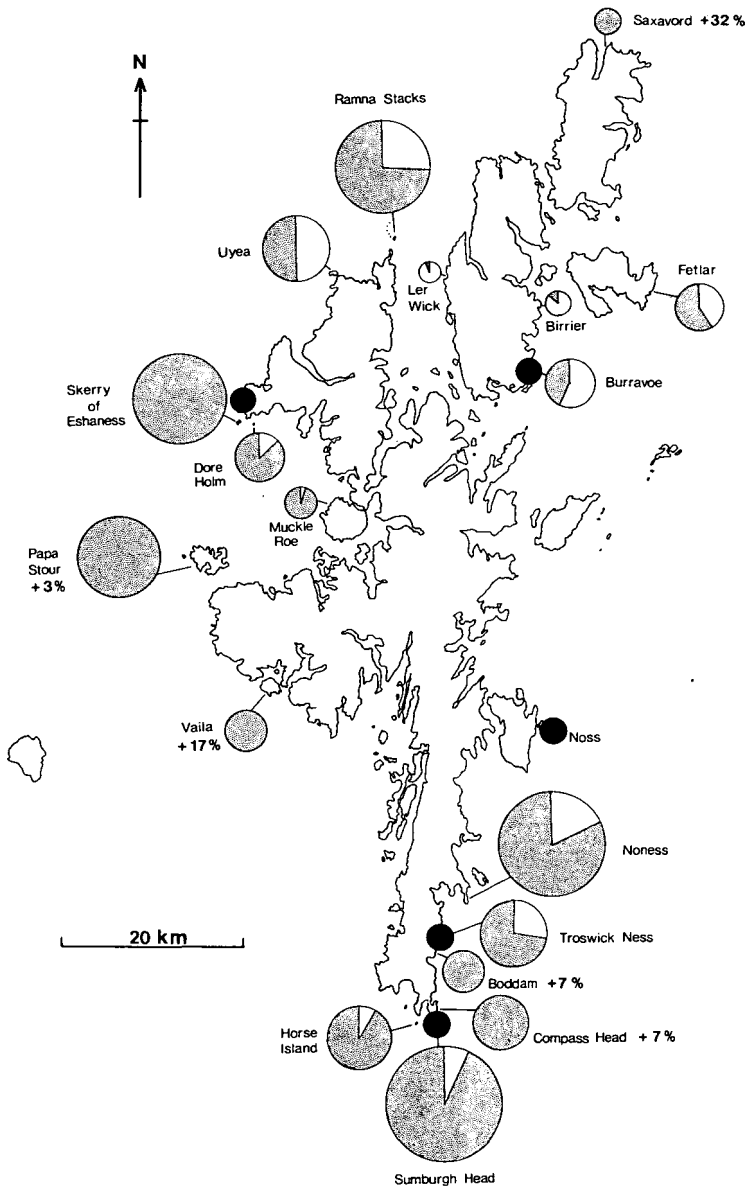 Saxavord +32 %
N
Ramna Stacks
Uyea
Ler
Wick
Fetlar
Birrier
Skerry
of
Eshaness
Burravoe
Dore
Holm
Muckle
Roe
Papa
Stour
+3%
Vaila
+17%
Noss
Noness
20 km
Troswick Ness
Boddam +7 %
Horse
Island
Compass Head +7 %
Sumburgh Head